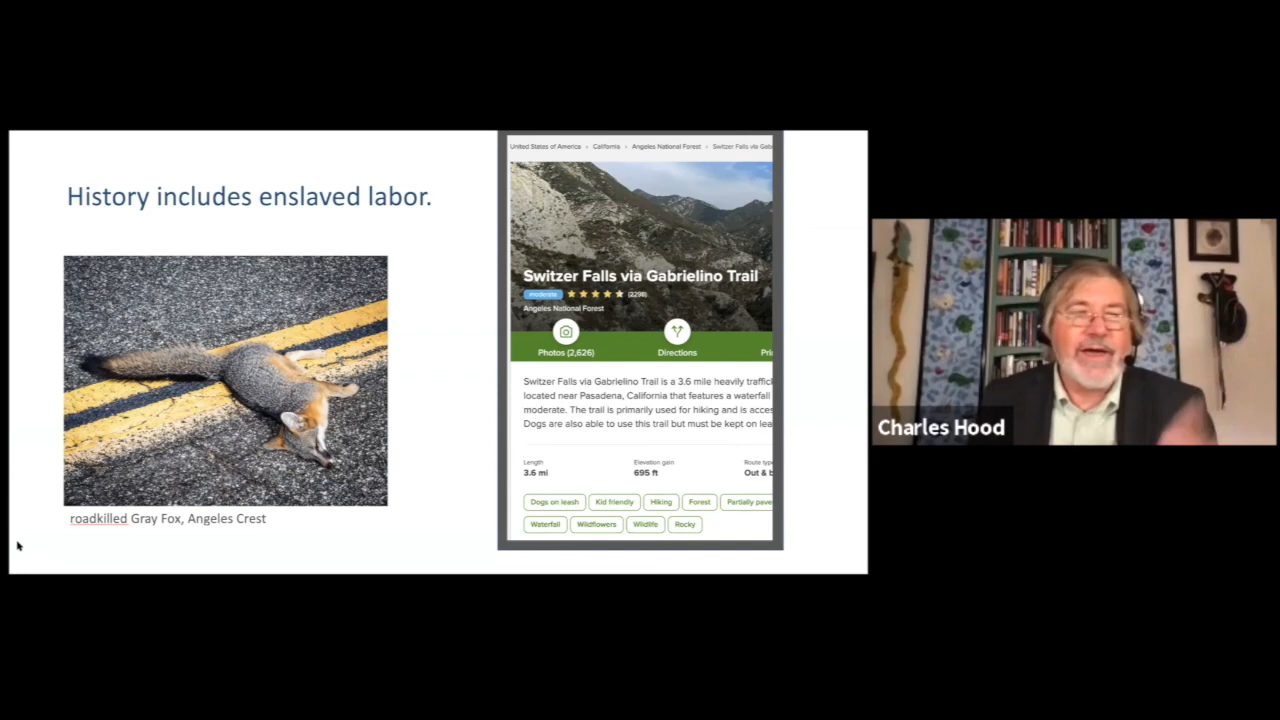 History includes enslaved labor.
roadkilled Gray Fox, Angeles Crest
United States of America › California › Angeles National Forest › Switzer Falls via Gab
Switzer Falls via Gabrielino Trail
moderate (2298)
Angeles National Forest
Photos (2,626) Directions Pri
Switzer Falls via Gabrielino Trail is a 3.6 mile heavily traffick
located near Pasadena, California that features a waterfall
moderate. The trail is primarily used for hiking and is acces
Dogs are also able to use this trail but must be kept on lea
Length Elevation gain Route type
3.6 mi 695 ft Out & b
Dogs on leash Kid friendly Hiking Forest Partially pave
Waterfall Wildflowers Wildlife Rocky
Charles Hood